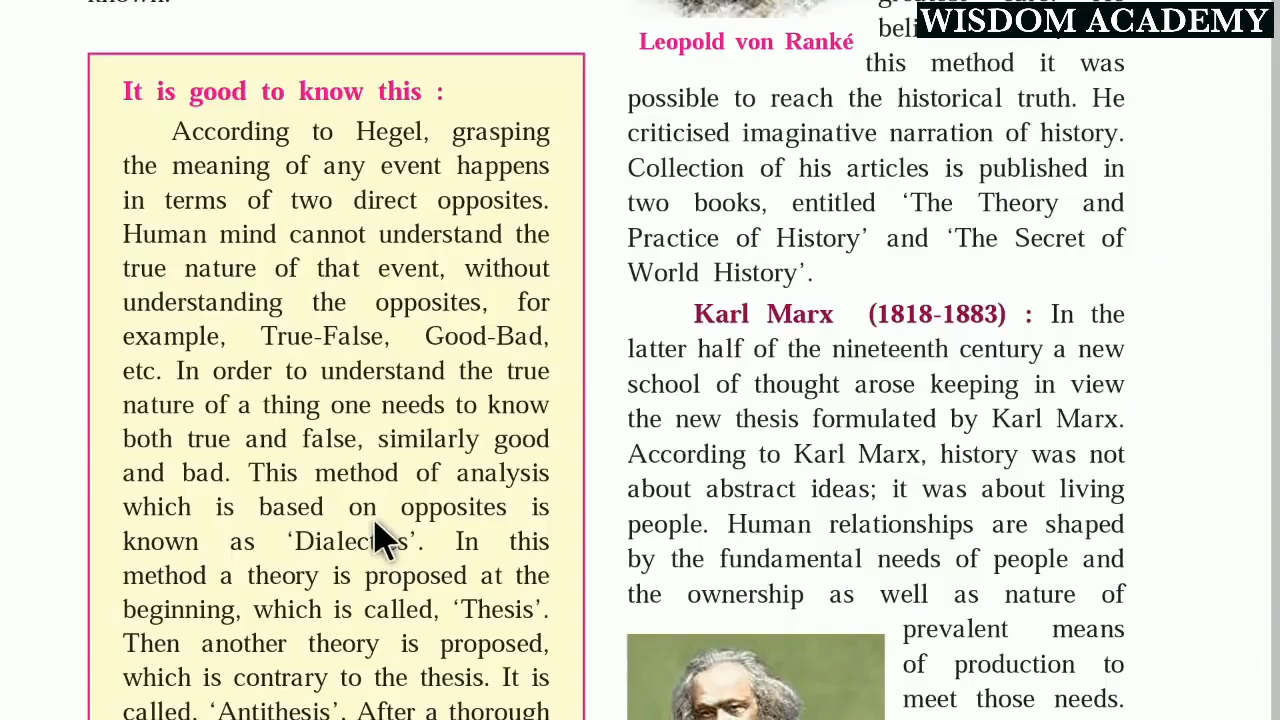 known.
It is good to know this :
According to Hegel, grasping
the meaning of any event happens
in terms of two direct opposites.
Human mind cannot understand the
true nature of that event, without
understanding the opposites, for
example, True-False, Good-Bad,
etc. In order to understand the true
nature of a thing one needs to know
both true and false, similarly good
and bad. This method of analysis
which is based on opposites is
known as ‘Dialectics’. In this
method a theory is proposed at the
beginning, which is called, ‘Thesis’.
Then another theory is proposed,
which is contrary to the thesis. It is
called, ‘Antithesis’. After a thorough
WISDOM ACADEMY
Leopold von Ranké
this method it was
possible to reach the historical truth. He
criticised imaginative narration of history.
Collection of his articles is published in
two books, entitled ‘The Theory and
Practice of History’ and ‘The Secret of
World History’.
Karl Marx (1818-1883) : In the
latter half of the nineteenth century a new
school of thought arose keeping in view
the new thesis formulated by Karl Marx.
According to Karl Marx, history was not
about abstract ideas; it was about living
people. Human relationships are shaped
by the fundamental needs of people and
the ownership as well as nature of
prevalent means
of production to
meet those needs.